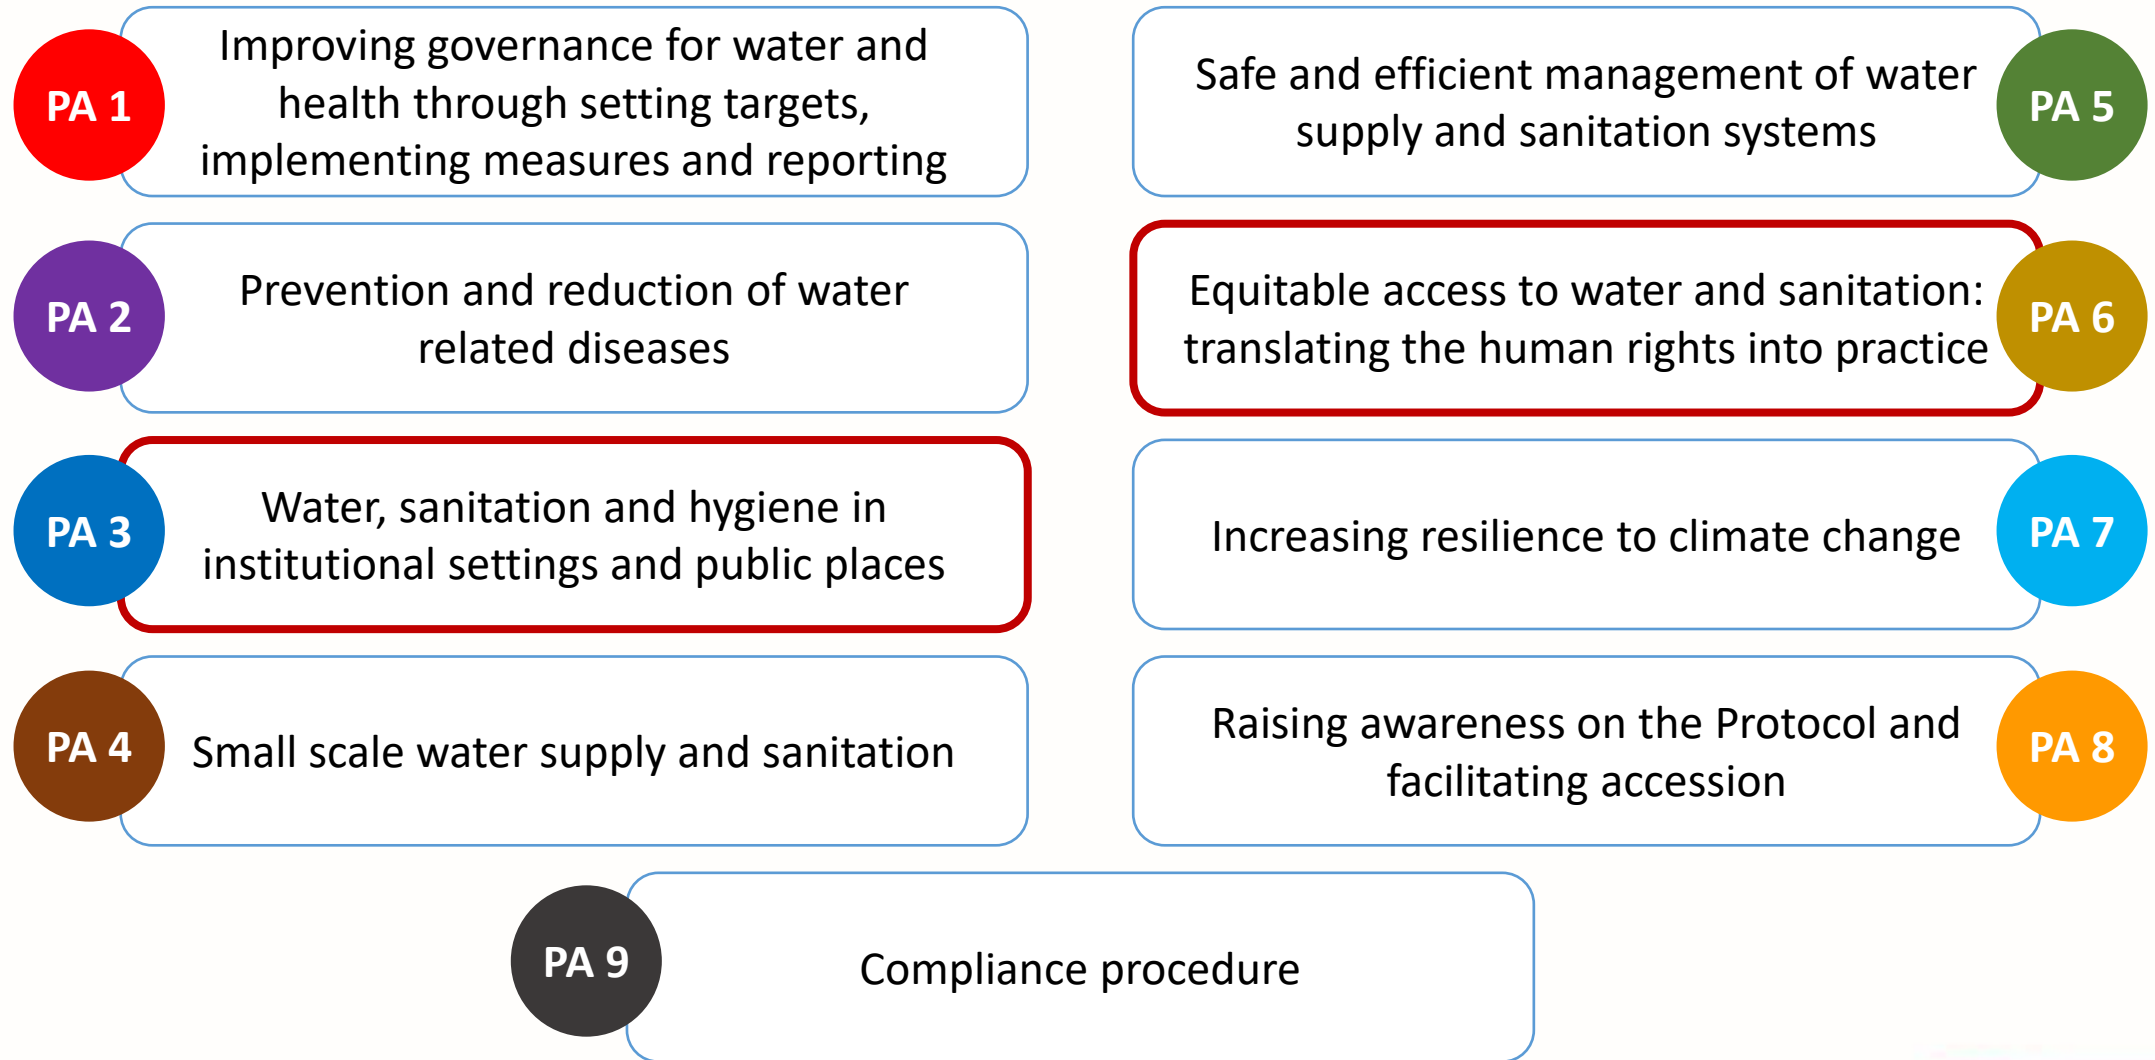 PA 1
Improving governance for water and
health through setting targets,
implementing measures and reporting
PA 2
Prevention and reduction of water
related diseases
PA 3
Water, sanitation and hygiene in
institutional settings and public places
PA 4
Small scale water supply and sanitation
Safe and efficient management of water
supply and sanitation systems
PA 5
Equitable access to water and sanitation:
translating the human rights into practice
PA 6
Increasing resilience to climate change
PA 7
Raising awareness on the Protocol and
facilitating accession
PA 8
PA 9
Compliance procedure